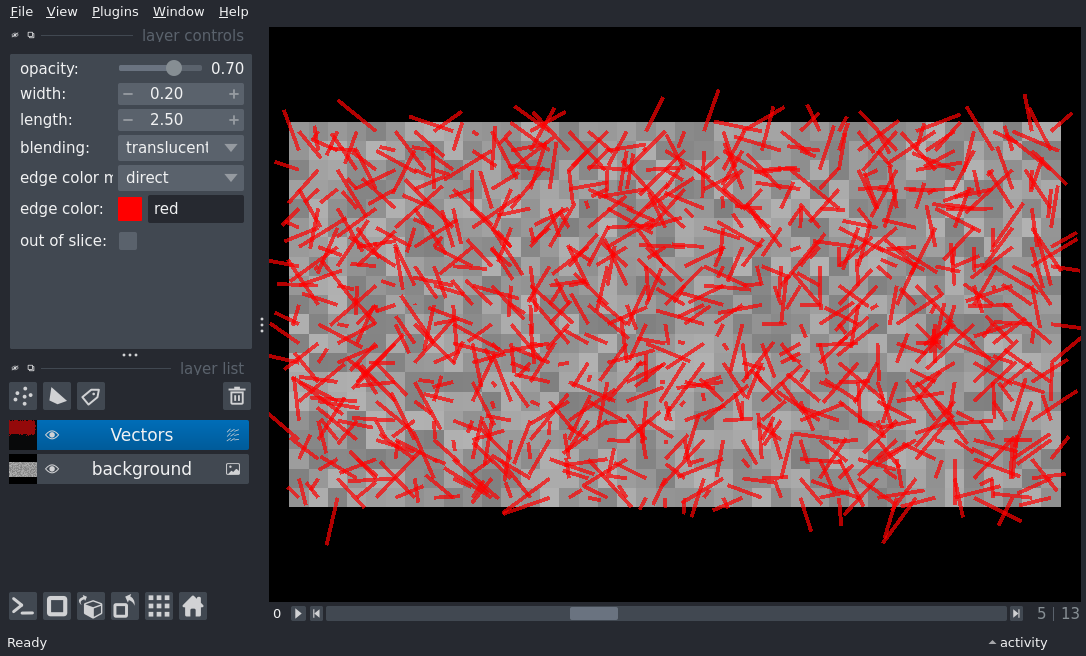 File View Plugins Window Help
layer controls
opacity: 0.70
width: − 0.20 +
length: − 2.50 +
blending: translucent
edge color m direct
edge color: red
out of slice:
layer list
Vectors
background
0 5 | 13
Ready activity